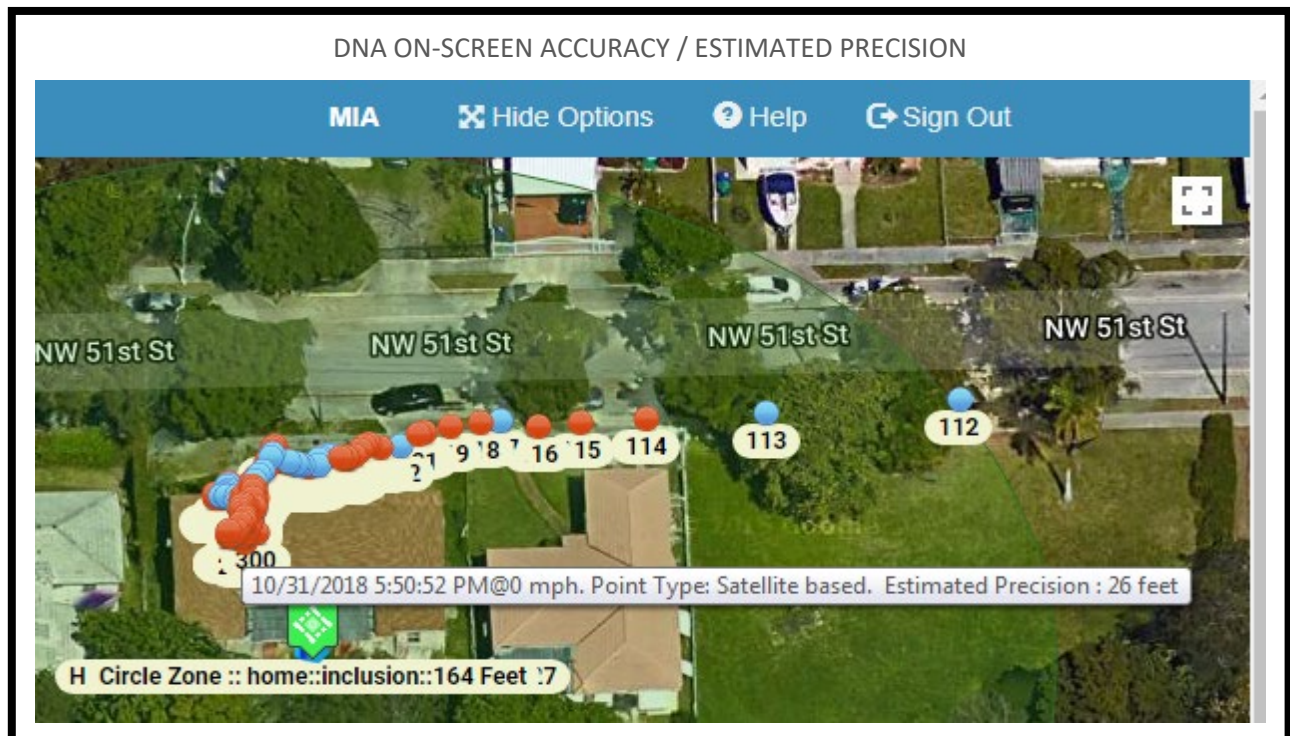 DNA ON-SCREEN ACCURACY / ESTIMATED PRECISION
MIA Hide Options ? Help Sign Out
NW 51st St NW 51st St NW 51st St NW 51st St
112
113
114
15
16
18
9
300
10/31/2018 5:50:52 PM@0 mph. Point Type: Satellite based. Estimated Precision : 26 feet
H Circle Zone :: home::inclusion::164 Feet